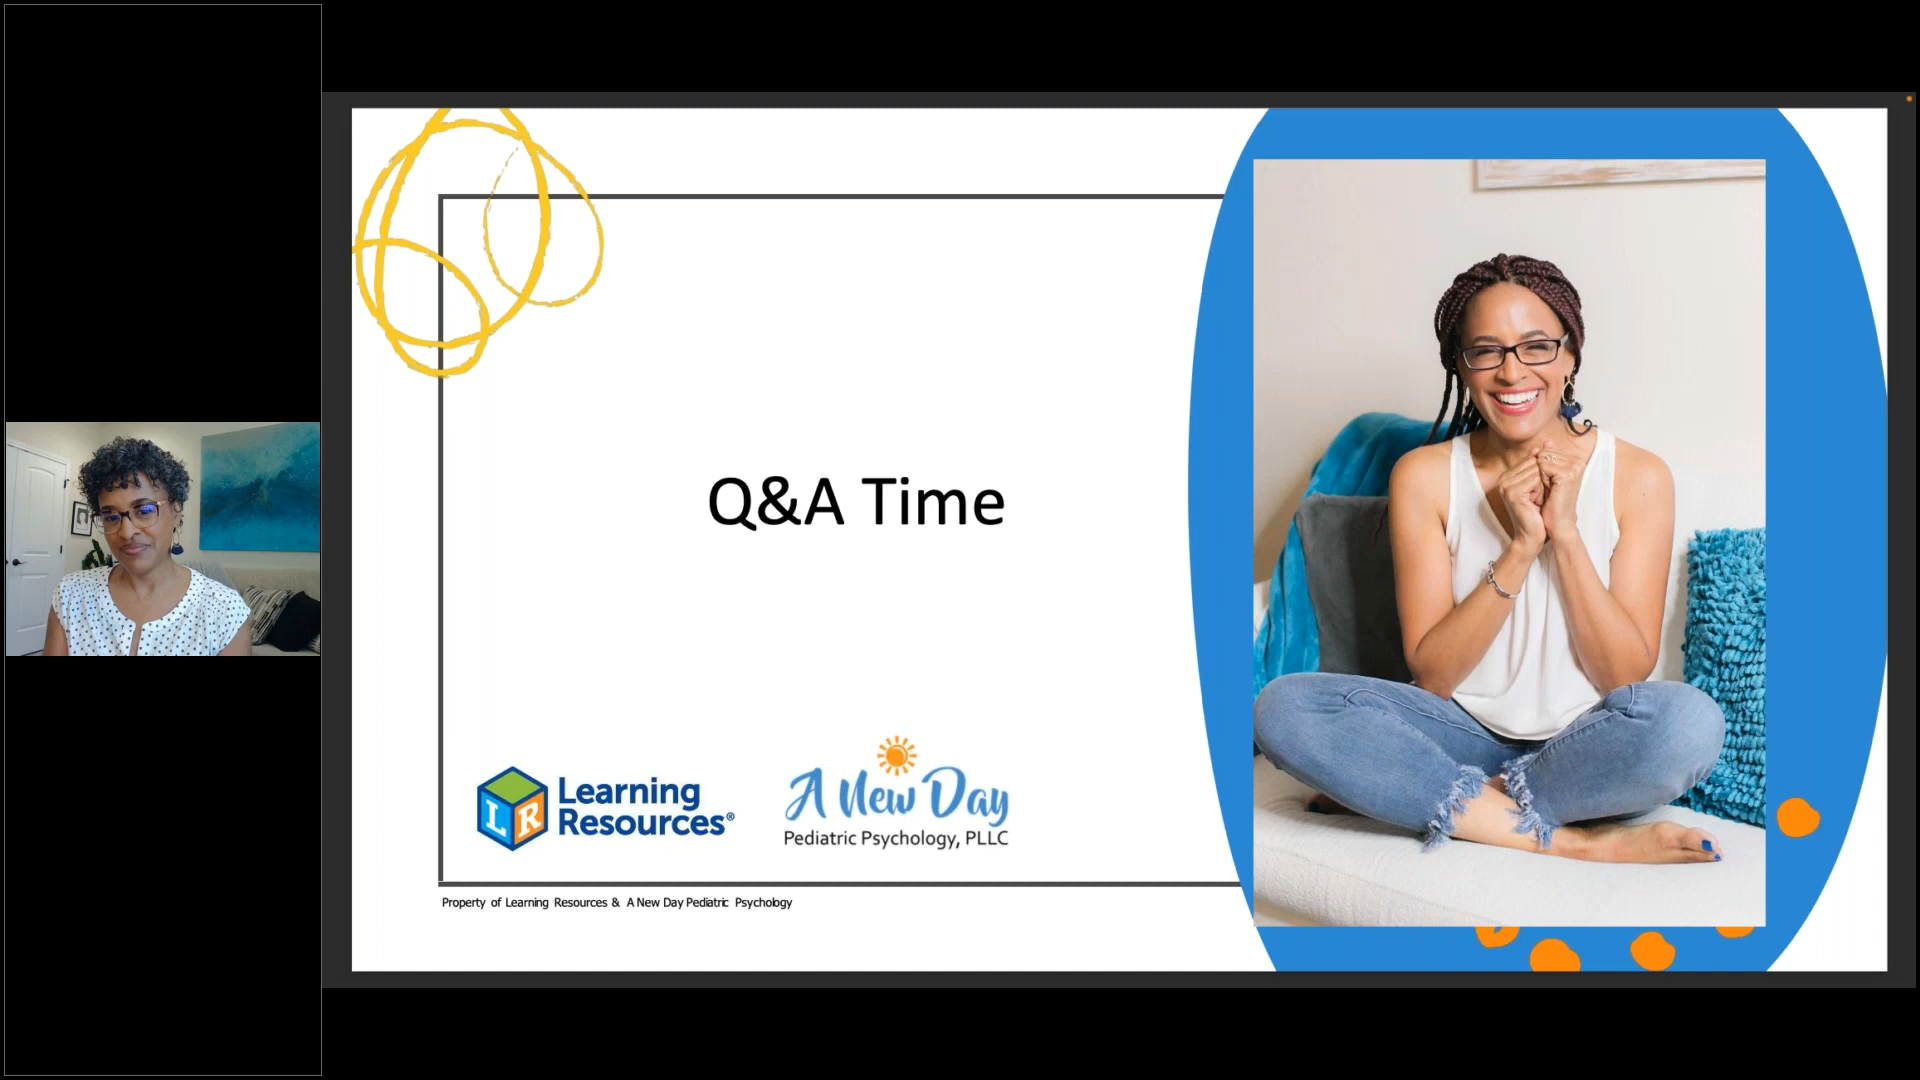 Q&A Time
L R
Learning
Resources®
A New Day
Pediatric Psychology, PLLC
Property of Learning Resources & A New Day Pediatric Psychology